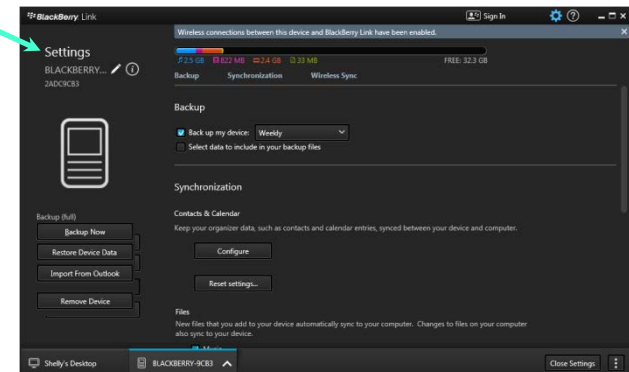 BlackBerry Link
Sign In
Wireless connections between this device and BlackBerry Link have been enabled.
Settings
BLACKBERRY...
2ADC9CB3
2.5 GB 822 MB 2.4 GB 33 MB FREE: 32.3 GB
Backup Synchronization Wireless Sync
Backup
Back up my device: Weekly
Select data to include in your backup files
Synchronization
Contacts & Calendar
Keep your organizer data, such as contacts and calendar entries, synced between your device and computer.
Configure
Reset settings...
Backup (full)
Backup Now
Restore Device Data
Import From Outlook
Remove Device
Files
New files that you add to your device automatically sync to your computer. Changes to files on your computer
also sync to your device.
Shelly's Desktop
BLACKBERRY-9CB3
Close Settings